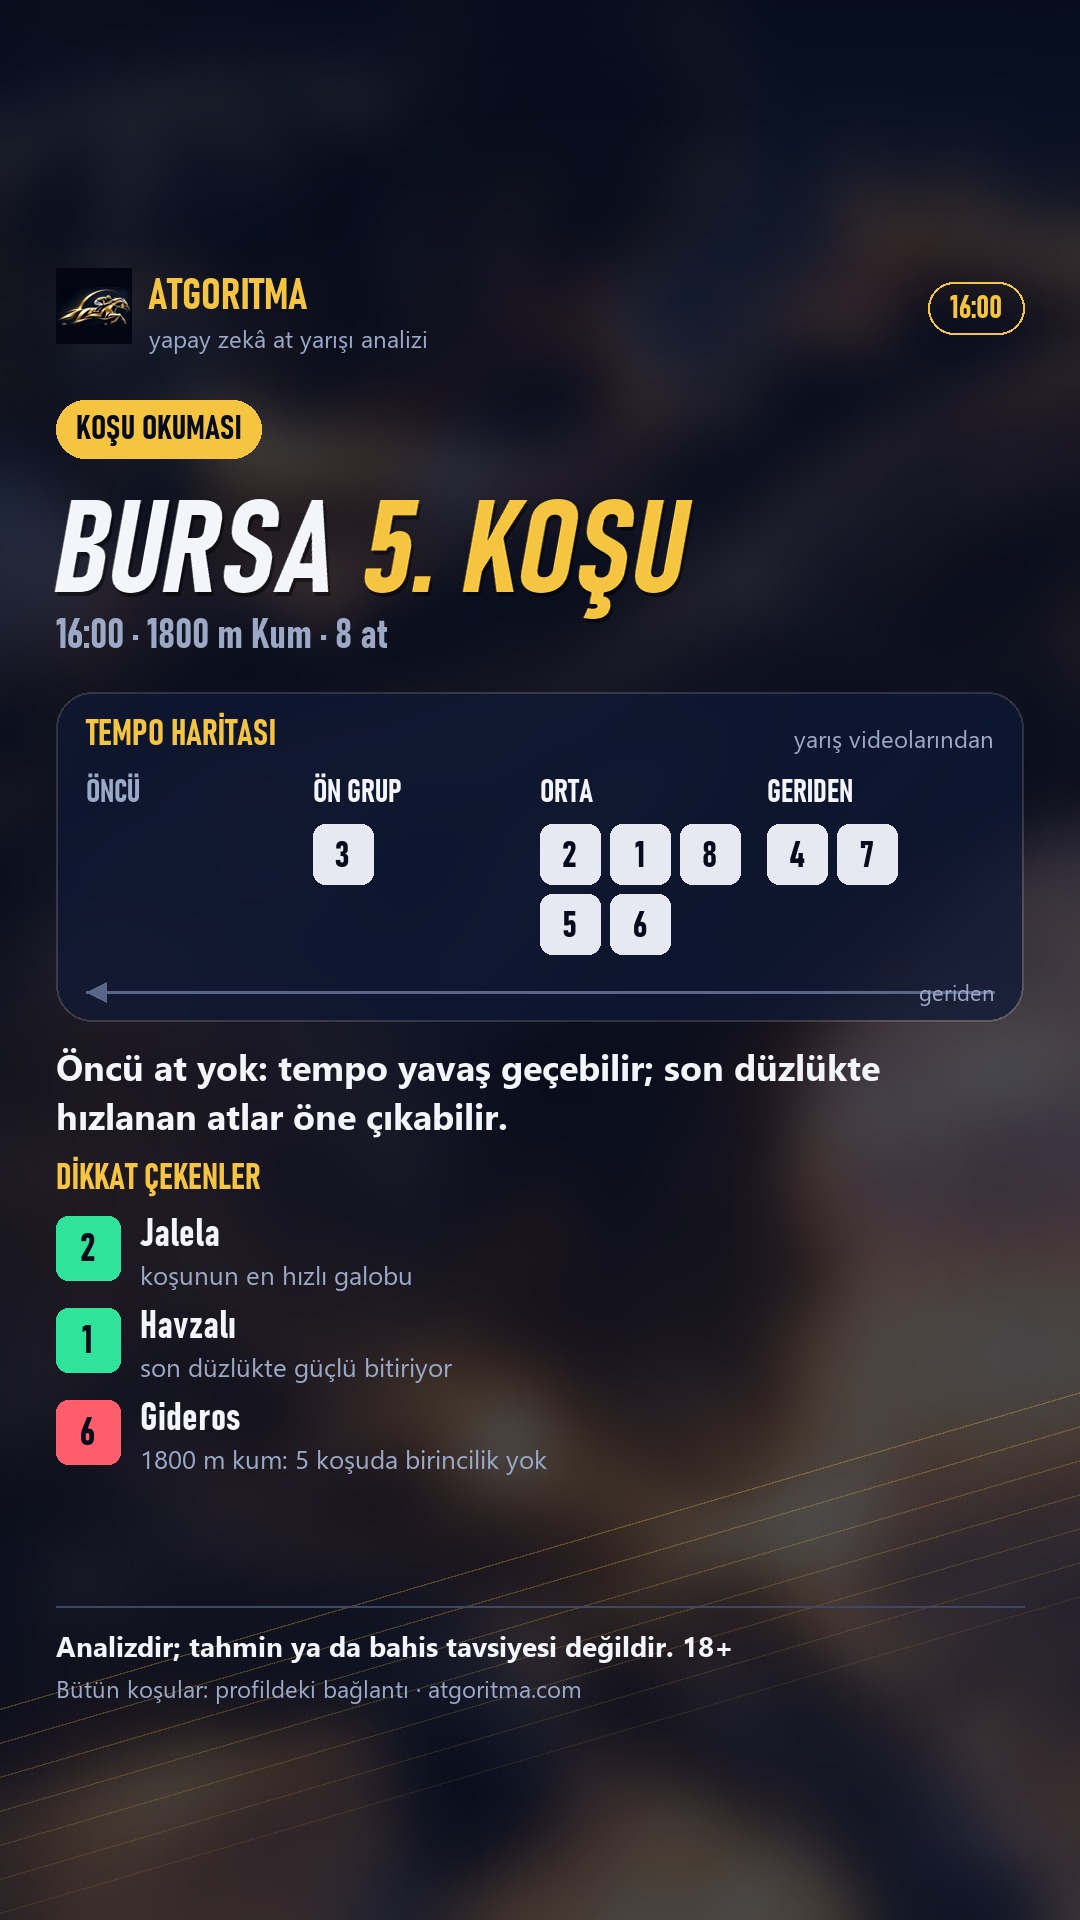 ATGORITMA
yapay zekâ at yarışı analizi
16:00
KOŞU OKUMASI
BURSA 5. KOŞU
16:00 · 1800 m Kum · 8 at
TEMPO HARİTASI
yarış videolarından
ÖNCÜ ÖN GRUP ORTA GERIDEN
3 2 1 8 4 7
5 6
geriden
Öncü at yok: tempo yavaş geçebilir; son düzlükte
hızlanan atlar öne çıkabilir.
DİKKAT ÇEKENLER
2 Jalela
koşunun en hızlı galobu
1 Havzalı
son düzlükte güçlü bitiriyor
6 Gideros
1800 m kum: 5 koşuda birincilik yok
Analizdir; tahmin ya da bahis tavsiyesi değildir. 18+
Bütün koşular: profildeki bağlantı · atgoritma.com